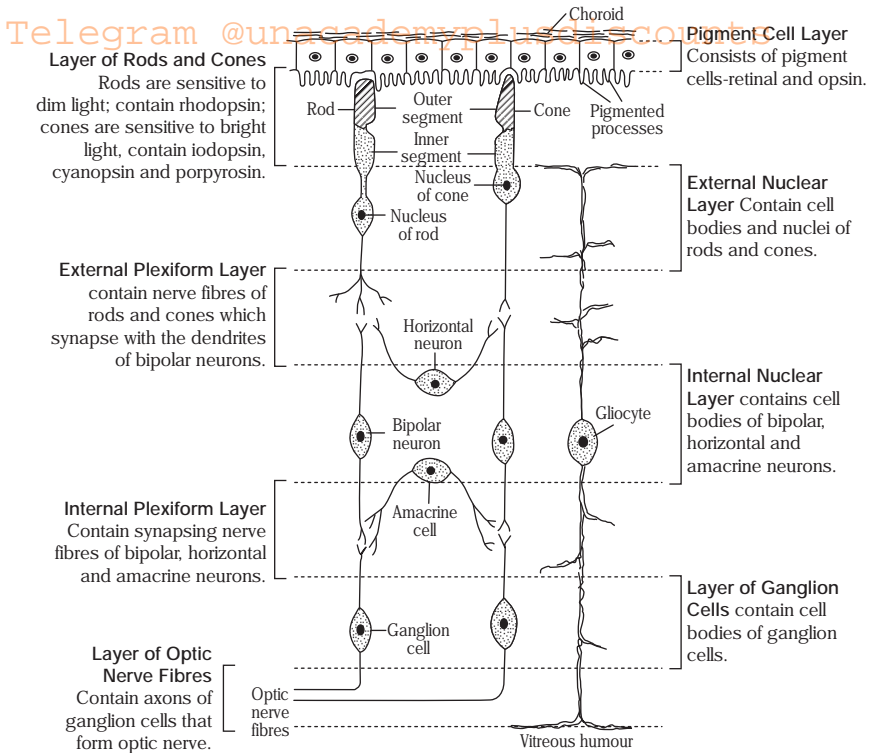 Telegram @unacademyplusdiscounts
Choroid
Pigment Cell Layer
Consists of pigment
cells-retinal and opsin.
Layer of Rods and Cones
Rods are sensitive to
dim light; contain rhodopsin;
cones are sensitive to bright
light, contain iodopsin,
cyanopsin and porpyrosin.
Rod
Outer
segment
Cone
Pigmented
processes
Inner
segment
Nucleus
of cone
Nucleus
of rod
External Nuclear
Layer Contain cell
bodies and nuclei of
rods and cones.
External Plexiform Layer
contain nerve fibres of
rods and cones which
synapse with the dendrites
of bipolar neurons.
Horizontal
neuron
Internal Nuclear
Layer contains cell
bodies of bipolar,
horizontal and
amacrine neurons.
Bipolar
neuron
Gliocyte
Amacrine
cell
Internal Plexiform Layer
Contain synapsing nerve
fibres of bipolar, horizontal
and amacrine neurons.
Layer of Ganglion
Cells contain cell
bodies of ganglion
cells.
Ganglion
cell
Layer of Optic
Nerve Fibres
Contain axons of
ganglion cells that
form optic nerve.
Optic
nerve
fibres
Vitreous humour